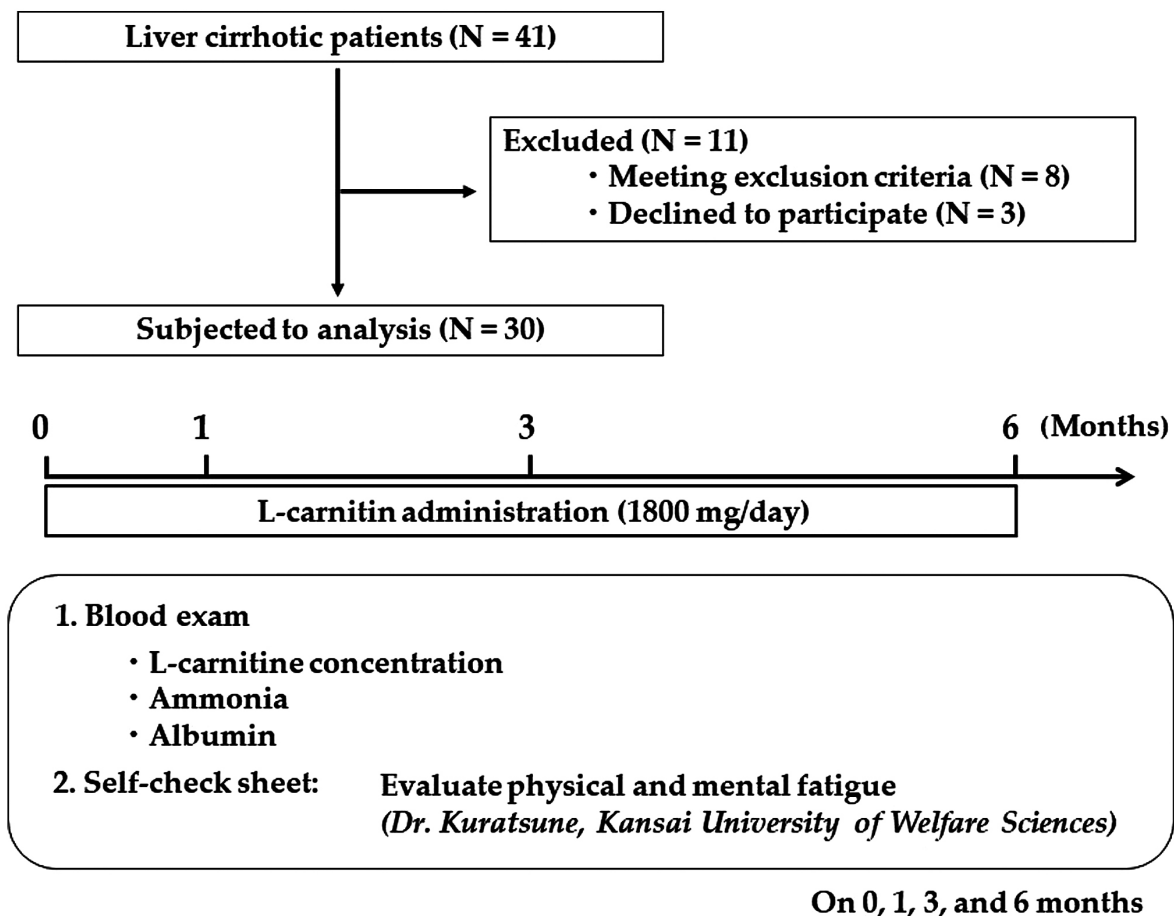 Liver cirrhotic patients (N = 41)
Excluded (N = 11)
・Meeting exclusion criteria (N = 8)
・Declined to participate (N = 3)
Subjected to analysis (N = 30)
0 1 3 6 (Months)
L-carnitin administration (1800 mg/day)
1. Blood exam
・L-carnitine concentration
・Ammonia
・Albumin
2. Self-check sheet: Evaluate physical and mental fatigue
(Dr. Kuratsune, Kansai University of Welfare Sciences)
On 0, 1, 3, and 6 months